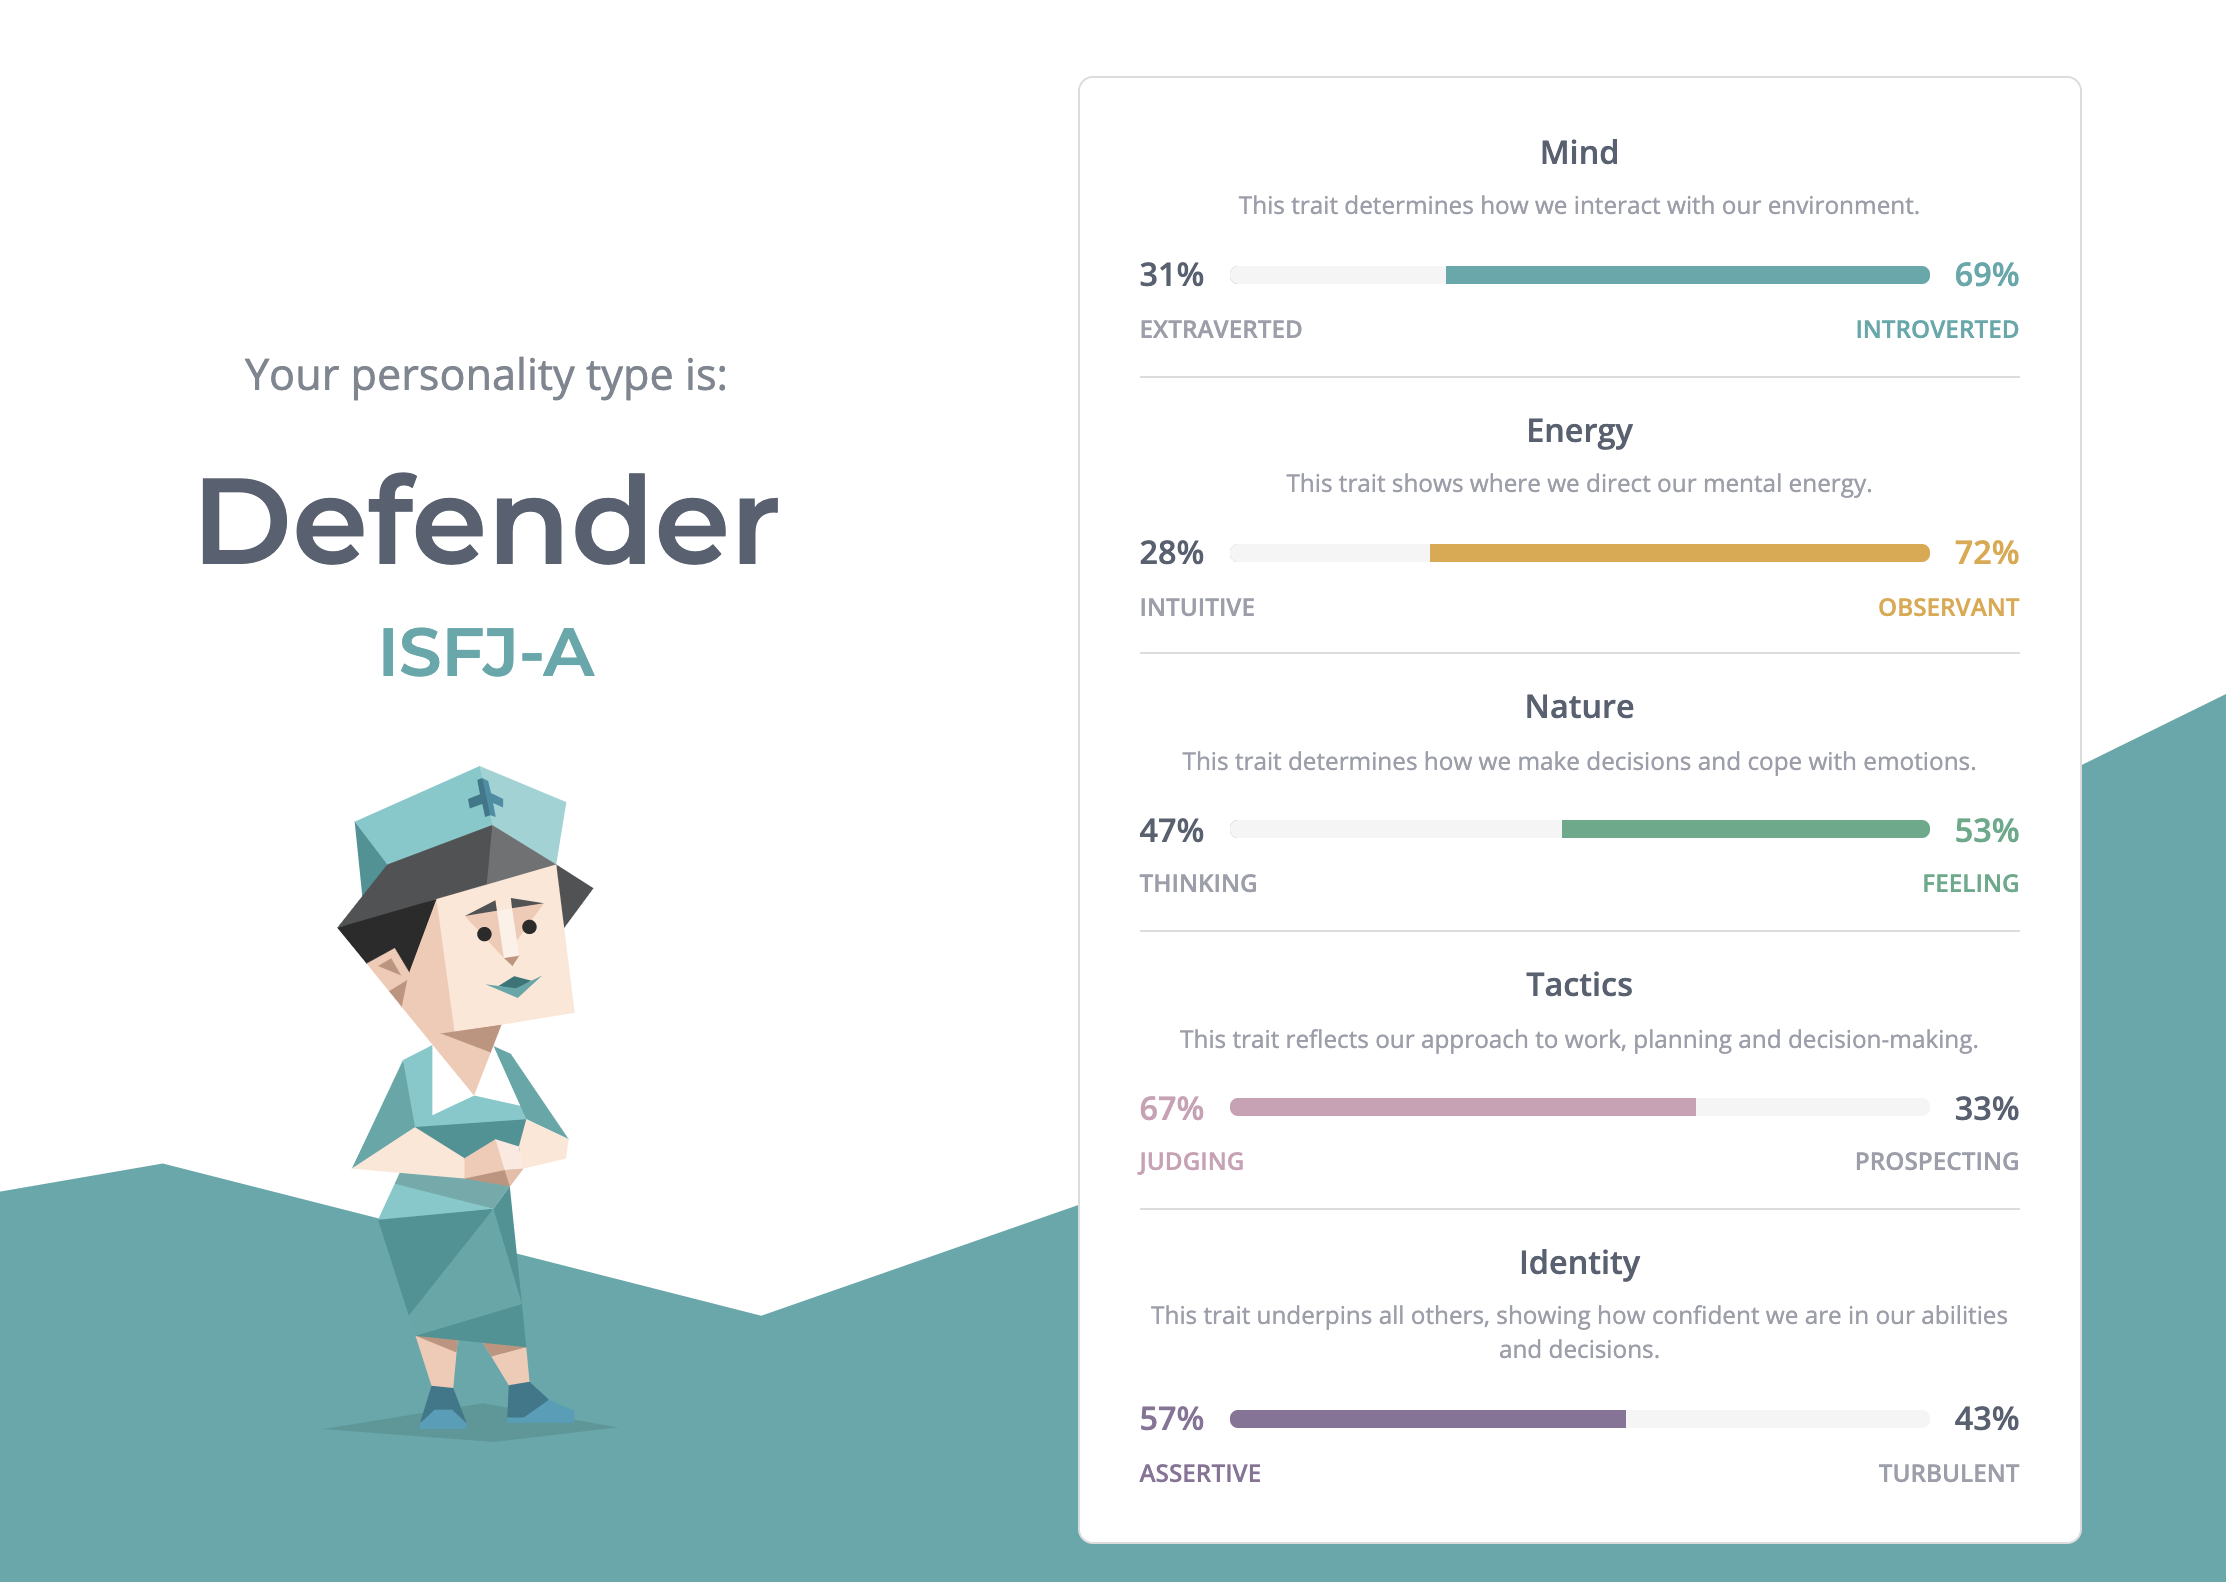 Your personality type is:
Defender
ISFJ-A
Mind
This trait determines how we interact with our environment.
31% 69%
EXTRAVERTED INTROVERTED
Energy
This trait shows where we direct our mental energy.
28% 72%
INTUITIVE OBSERVANT
Nature
This trait determines how we make decisions and cope with emotions.
47% 53%
THINKING FEELING
Tactics
This trait reflects our approach to work, planning and decision-making.
67% 33%
JUDGING PROSPECTING
Identity
This trait underpins all others, showing how confident we are in our abilities
and decisions.
57% 43%
ASSERTIVE TURBULENT